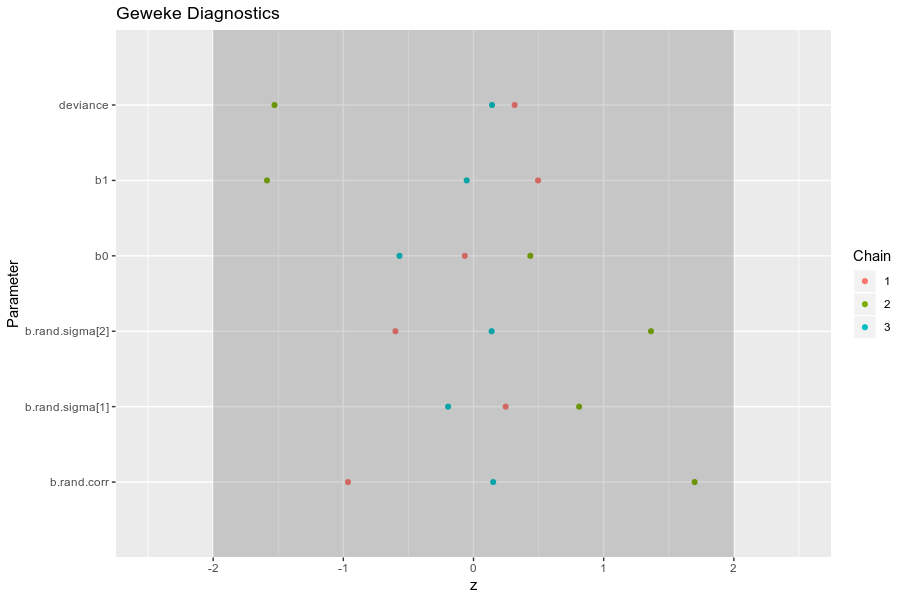 Geweke Diagnostics
Parameter
deviance
b1
b0
b.rand.sigma[2]
b.rand.sigma[1]
b.rand.corr
-2 -1 0 1 2
z
Chain
1
2
3